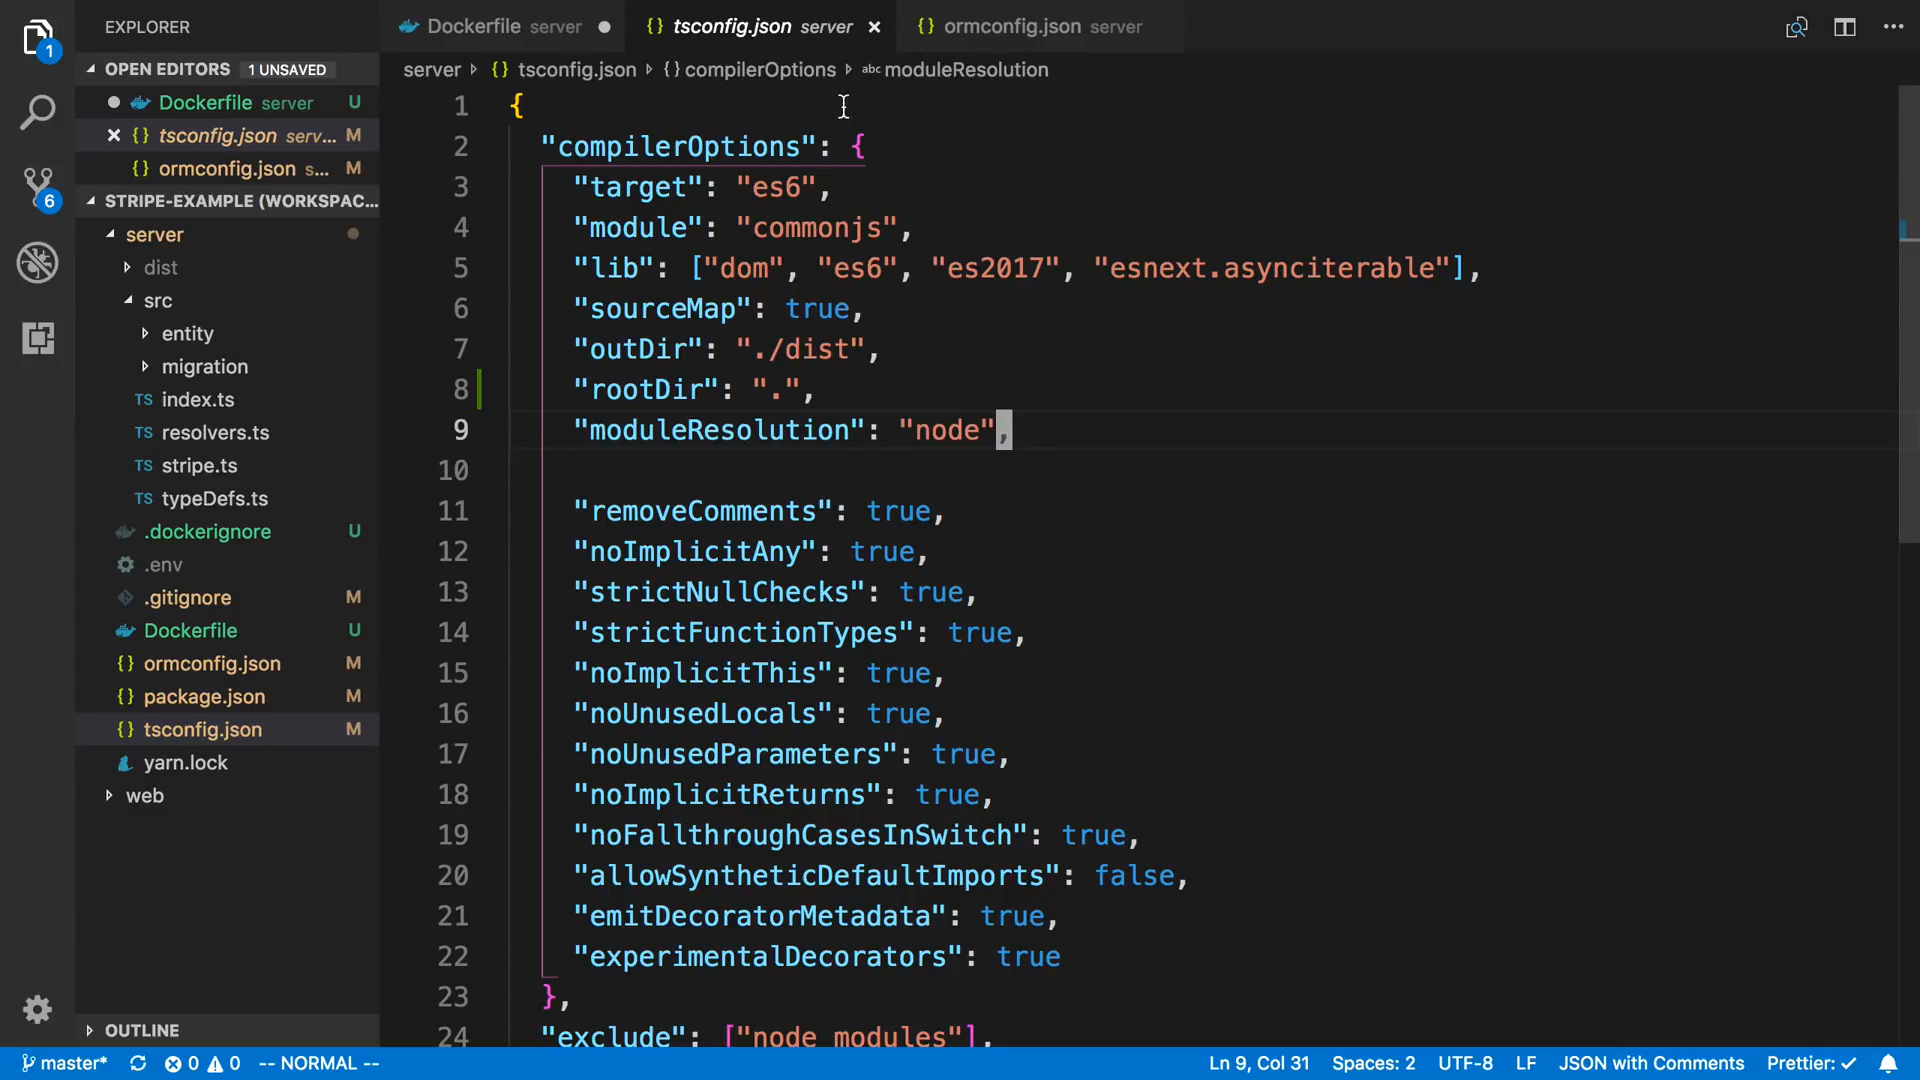 EXPLORER
Dockerfile server
{} tsconfig.json server
{} ormconfig.json server
1
OPEN EDITORS 1 UNSAVED
Dockerfile server U
{} tsconfig.json serv... M
{} ormconfig.json s... M
STRIPE-EXAMPLE (WORKSPAC...
server
dist
src
entity
migration
TS index.ts
TS resolvers.ts
TS stripe.ts
TS typeDefs.ts
.dockerignore U
.env
.gitignore M
Dockerfile U
{} ormconfig.json M
{} package.json M
{} tsconfig.json M
yarn.lock
web
OUTLINE
6
server {} tsconfig.json {} compilerOptions abc moduleResolution
1 {
2 "compilerOptions": {
3 "target": "es6",
4 "module": "commonjs",
5 "lib": ["dom", "es6", "es2017", "esnext.asynciterable"],
6 "sourceMap": true,
7 "outDir": "./dist",
8 "rootDir": ".",
9 "moduleResolution": "node",
10
11 "removeComments": true,
12 "noImplicitAny": true,
13 "strictNullChecks": true,
14 "strictFunctionTypes": true,
15 "noImplicitThis": true,
16 "noUnusedLocals": true,
17 "noUnusedParameters": true,
18 "noImplicitReturns": true,
19 "noFallthroughCasesInSwitch": true,
20 "allowSyntheticDefaultImports": false,
21 "emitDecoratorMetadata": true,
22 "experimentalDecorators": true
23 },
24 "exclude": ["node_modules"],
master* 0 0 -- NORMAL -- Ln 9, Col 31 Spaces: 2 UTF-8 LF JSON with Comments Prettier: ✓